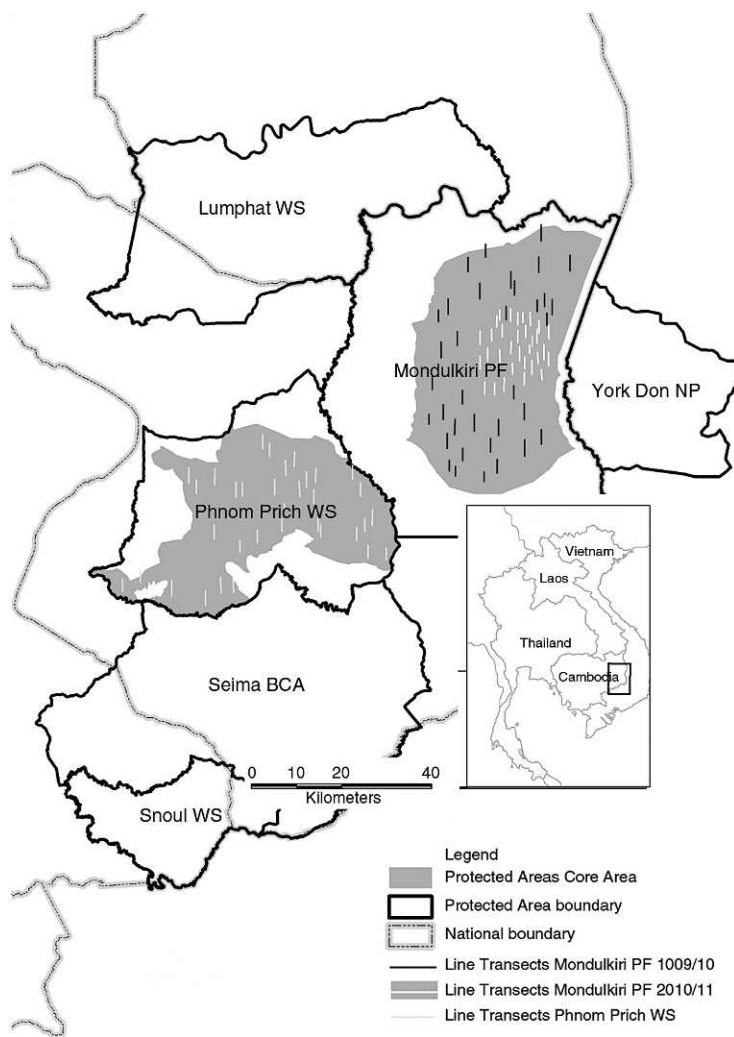 Lumphat WS
Mondulkiri PF
York Don NP
Phnom Prich WS
Vietnam
Laos
Thailand
Cambodia
Seima BCA
0 10 20 40
Kilometers
Snoul WS
Legend
Protected Areas Core Area
Protected Area boundary
National boundary
Line Transects Mondulkiri PF 1009/10
Line Transects Mondulkiri PF 2010/11
Line Transects Phnom Prich WS